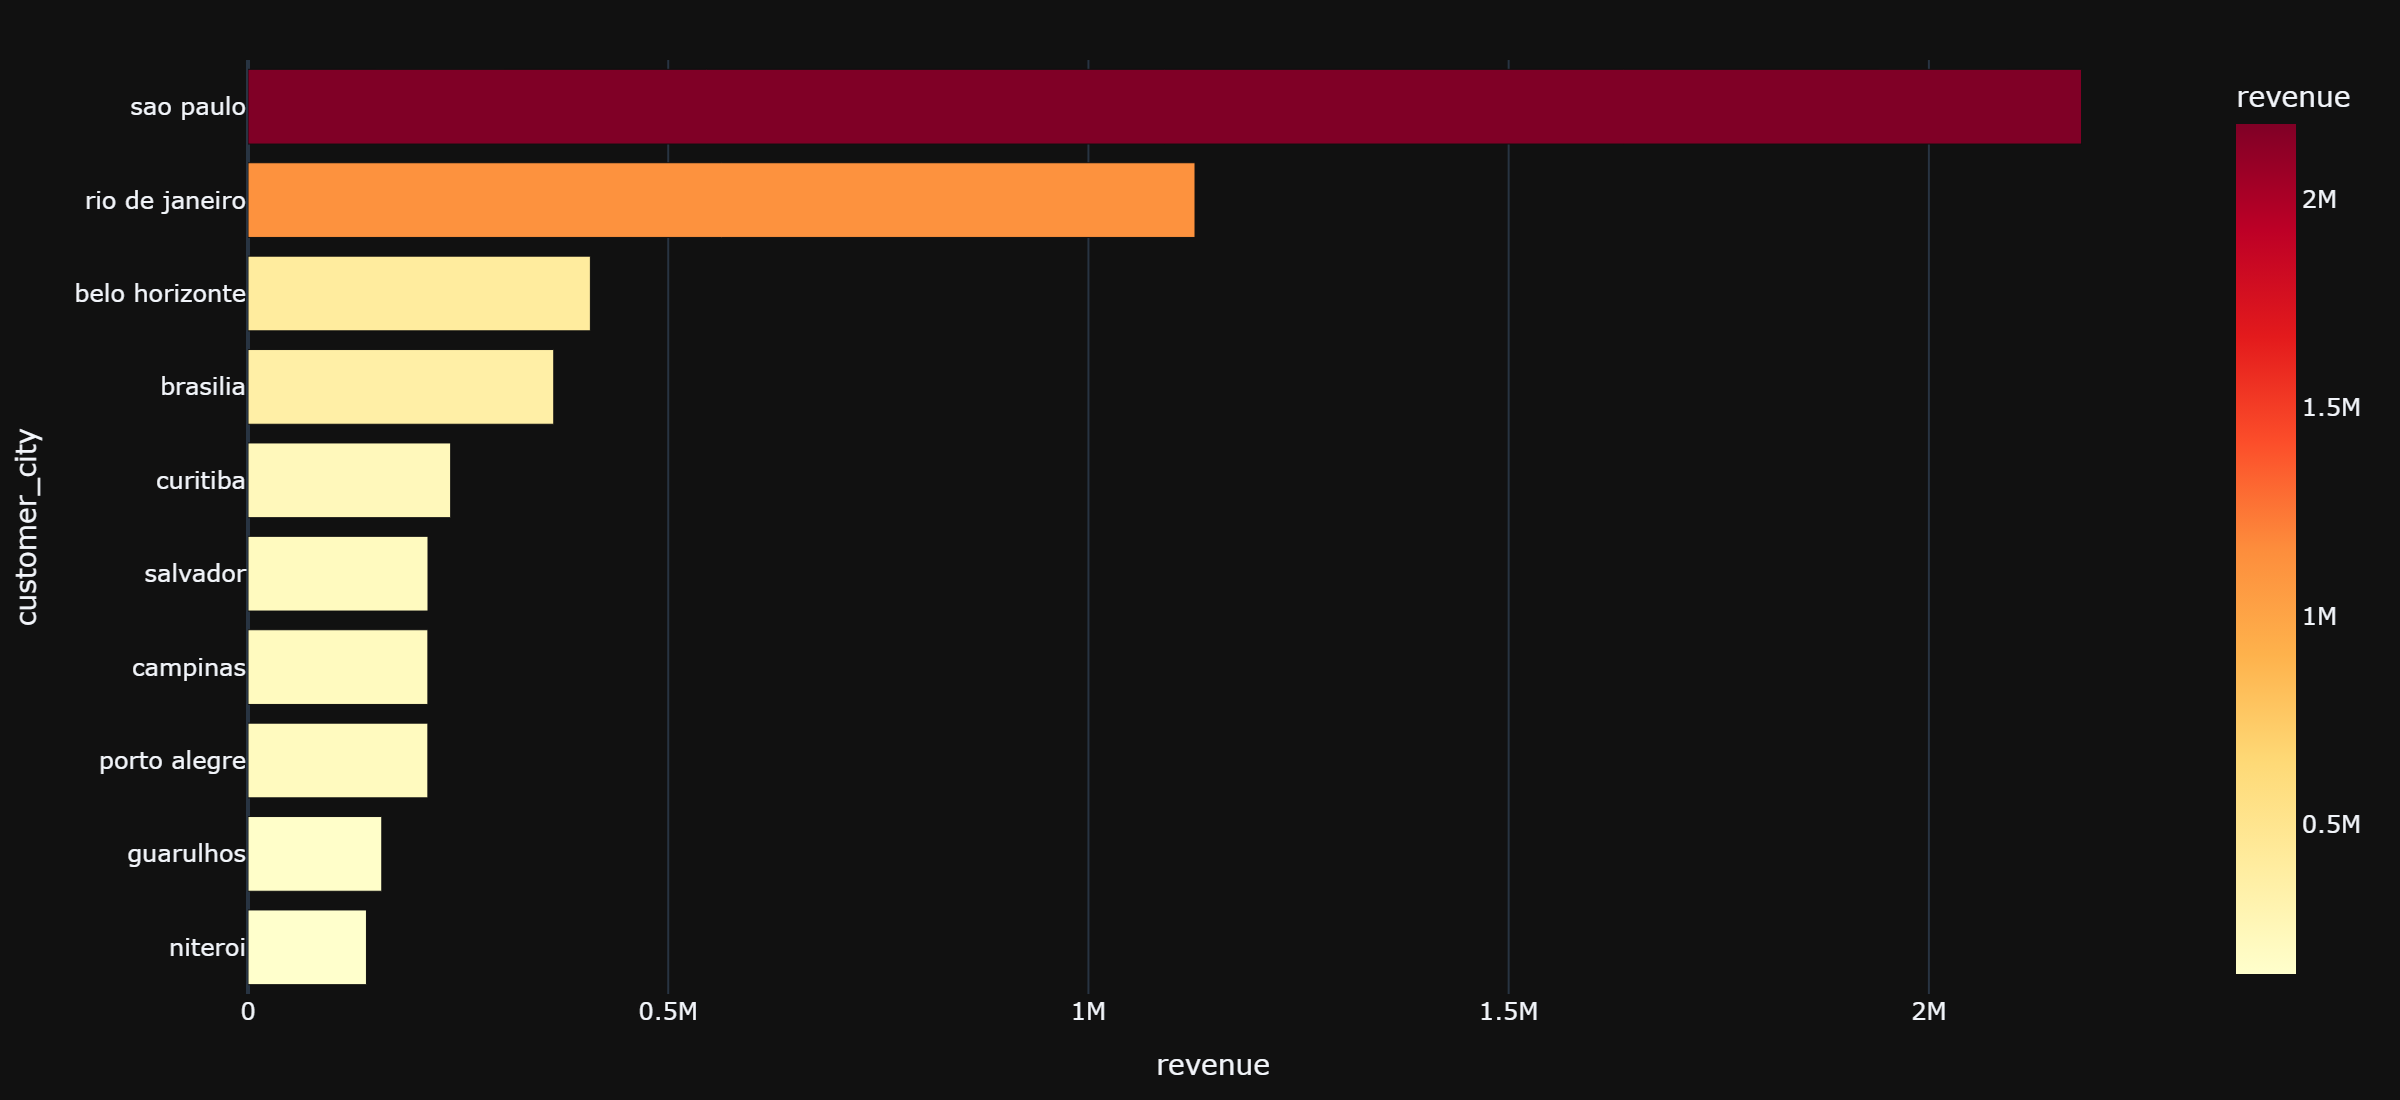 sao paulo
rio de janeiro
belo horizonte
brasilia
curitiba
salvador
campinas
porto alegre
guarulhos
niteroi
customer_city
0
0.5M
1M
1.5M
2M
revenue
revenue
2M
1.5M
1M
0.5M